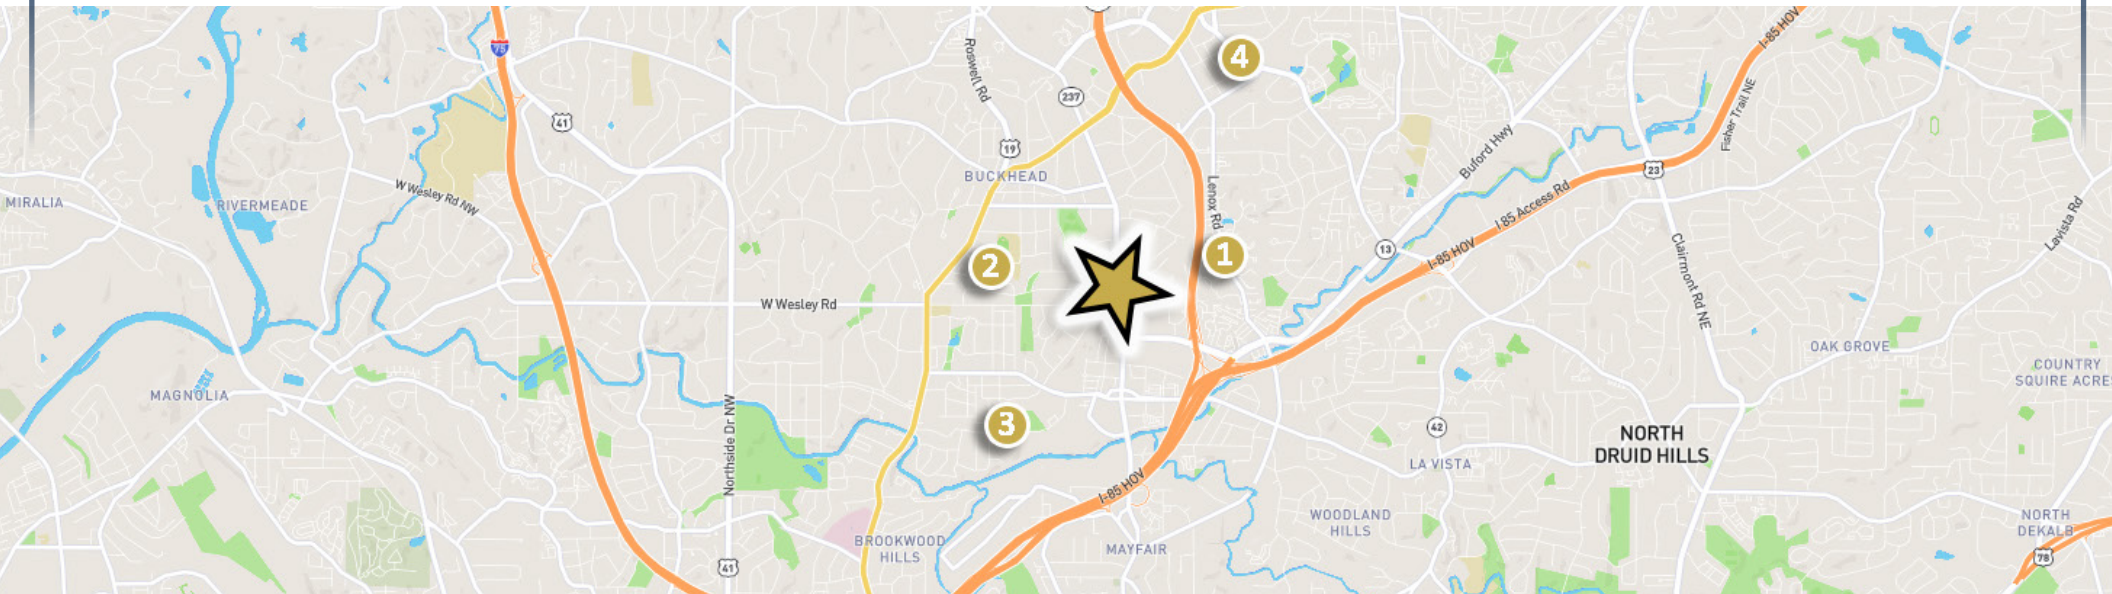 I-85 HOV
75
Roswell Rd
4
237
41
Fisher Trail NE
19
Buford Hwy
BUCKHEAD
23
W Wesley Rd NW
MIRALIA
RIVERMEADE
Lenox Rd
I 85 Access Rd
Lavista Rd
13
I-85 HOV
1
2
Clairmont Rd NE
W Wesley Rd
OAK GROVE
COUNTRY
SQUIRE ACRE
MAGNOLIA
Northside Dr NW
3
42
NORTH
DRUID HILLS
LA VISTA
I-85 HOV
WOODLAND
HILLS
NORTH
DEKALB
BROOKWOOD
HILLS
MAYFAIR
41
78